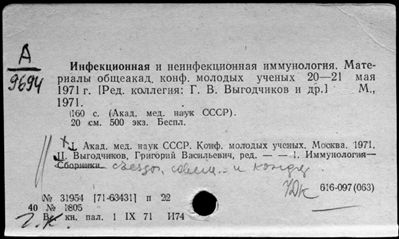 А
9694
Инфекционная и неинфекционная иммунология. Мате-
риалы общеакад. конф. молодых ученых 20—21 мая
1971 г. [Ред. коллегия: Г. В. Выгодчиков и др.] М.,
1971.
160 с. (Акад. мед. наук СССР).
20 см. 500 экз. Беспл.
I. Акад. мед. наук СССР. Конф. молодых ученых. Москва. 1971.
II. Выгодчиков, Григорий Васильевич, ред. — — 1. Иммунология—
Сборники. съезды, совещ. и конфер.
616-097(063)
№ 31954 [71-63431] п 22
40 № 1805
Вс. кн. пал. 1 IX 71 И74